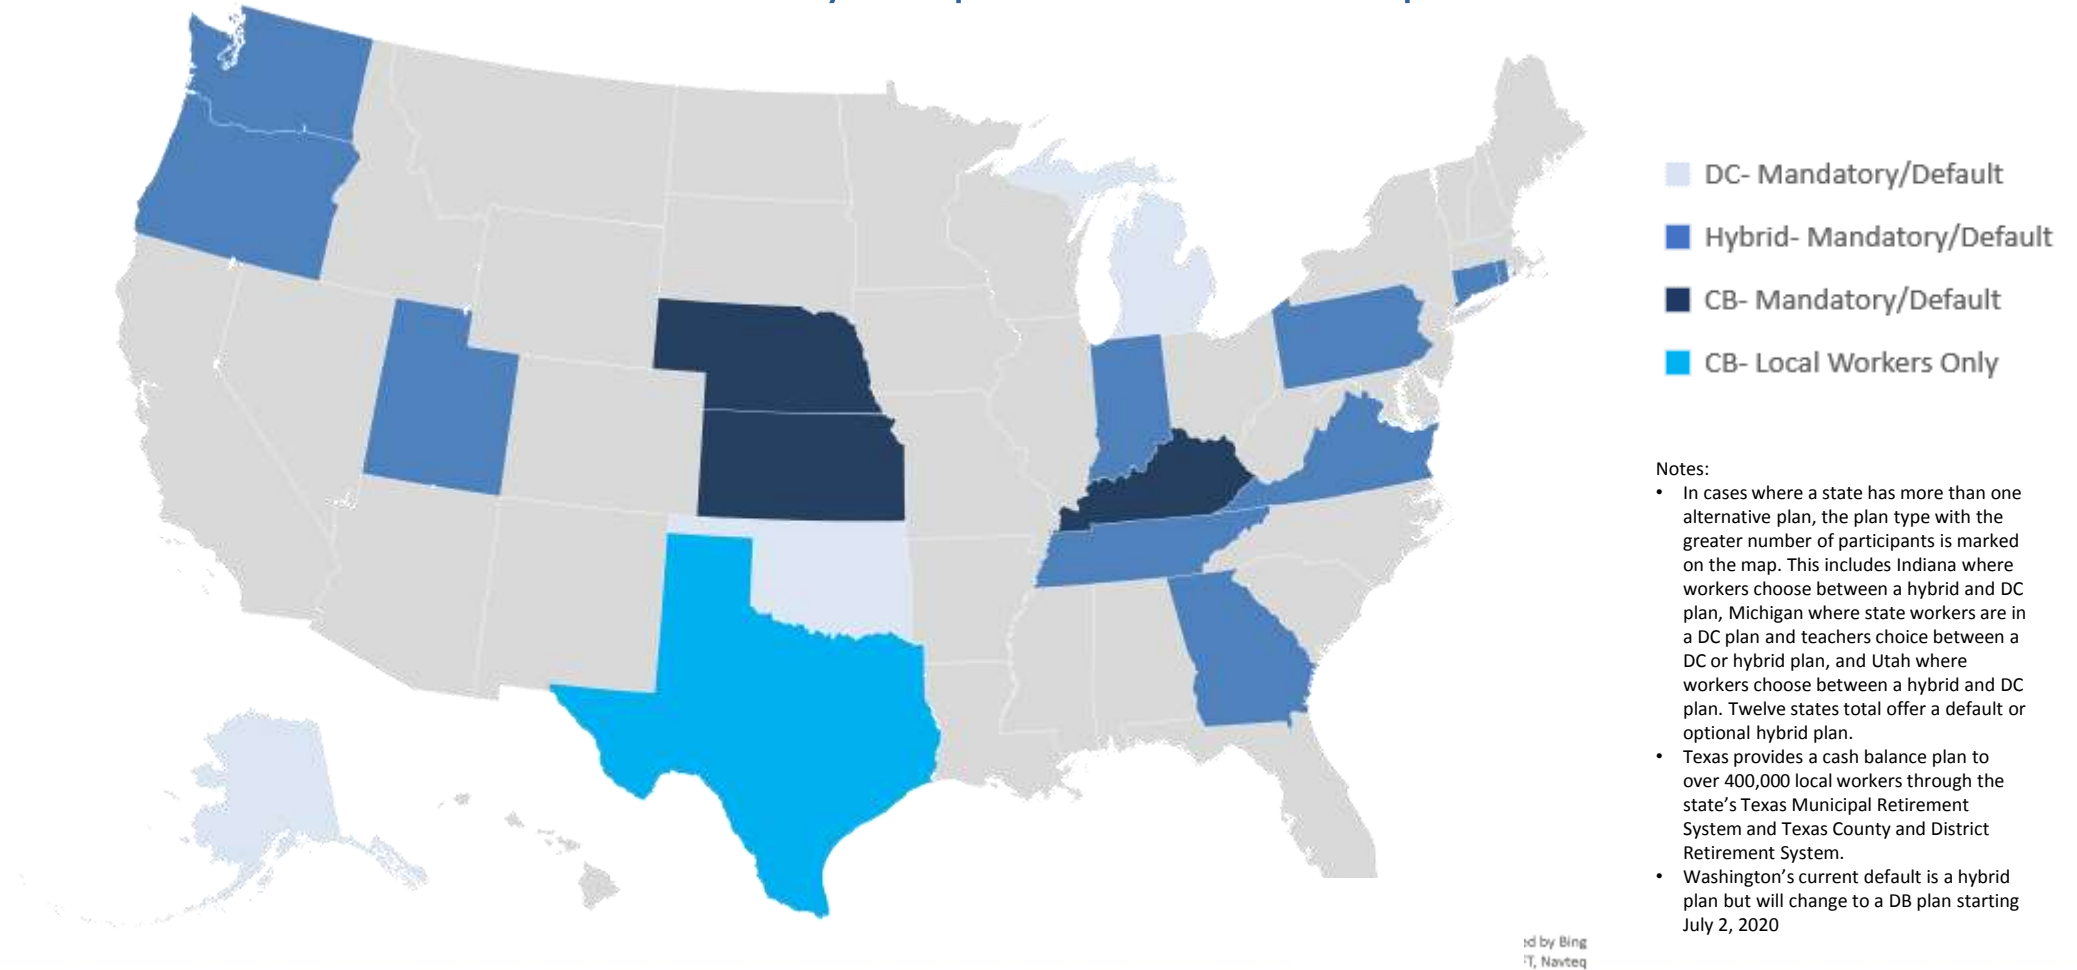 DC- Mandatory/Default
Hybrid- Mandatory/Default
CB- Mandatory/Default
CB- Local Workers Only
Notes:
• In cases where a state has more than one
alternative plan, the plan type with the
greater number of participants is marked
on the map. This includes Indiana where
workers choose between a hybrid and DC
plan, Michigan where state workers are in
a DC plan and teachers choice between a
DC or hybrid plan, and Utah where
workers choose between a hybrid and DC
plan. Twelve states total offer a default or
optional hybrid plan.
• Texas provides a cash balance plan to
over 400,000 local workers through the
state’s Texas Municipal Retirement
System and Texas County and District
Retirement System.
• Washington’s current default is a hybrid
plan but will change to a DB plan starting
July 2, 2020
ed by Bing
T, Navteq